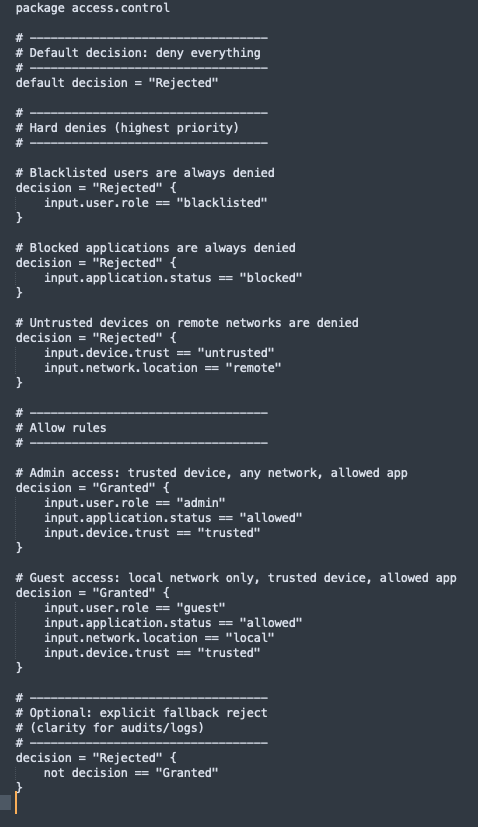 package access.control
# ──────────────────────────────────
# Default decision: deny everything
# ──────────────────────────────────
default decision = "Rejected"
# ──────────────────────────────────
# Hard denies (highest priority)
# ──────────────────────────────────
# Blacklisted users are always denied
decision = "Rejected" {
    input.user.role == "blacklisted"
}
# Blocked applications are always denied
decision = "Rejected" {
    input.application.status == "blocked"
}
# Untrusted devices on remote networks are denied
decision = "Rejected" {
    input.device.trust == "untrusted"
    input.network.location == "remote"
}
# ──────────────────────────────────
# Allow rules
# ──────────────────────────────────
# Admin access: trusted device, any network, allowed app
decision = "Granted" {
    input.user.role == "admin"
    input.application.status == "allowed"
    input.device.trust == "trusted"
}
# Guest access: local network only, trusted device, allowed app
decision = "Granted" {
    input.user.role == "guest"
    input.application.status == "allowed"
    input.network.location == "local"
    input.device.trust == "trusted"
}
# ──────────────────────────────────
# Optional: explicit fallback reject
# (clarity for audits/logs)
# ──────────────────────────────────
decision = "Rejected" {
    not decision == "Granted"
}